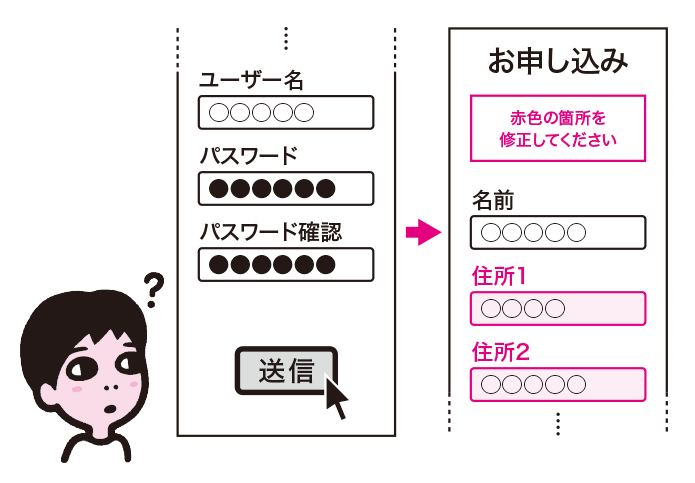 ユーザー名
○○○○○
パスワード
●●●●●●
パスワード確認
●●●●●●
送信
?
お申し込み
赤色の箇所を
修正してください
名前
○○○○○
住所1
○○○○
住所2
○○○○○